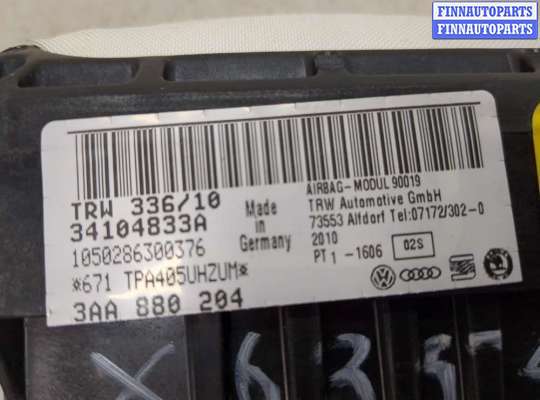 FINNAUTOPARTS
FINNAUTOPARTS
TRW 336/10
34104833A
1050286300376
*671 TPA405UHZUM*
3AA 880 204
Made
in
Germany
AIRBAG-MODUL 90019
TRW Automotive GmbH
73553 Alfdorf Tel:07172/302-0
2010
PT1 -1606
02S
X 6357